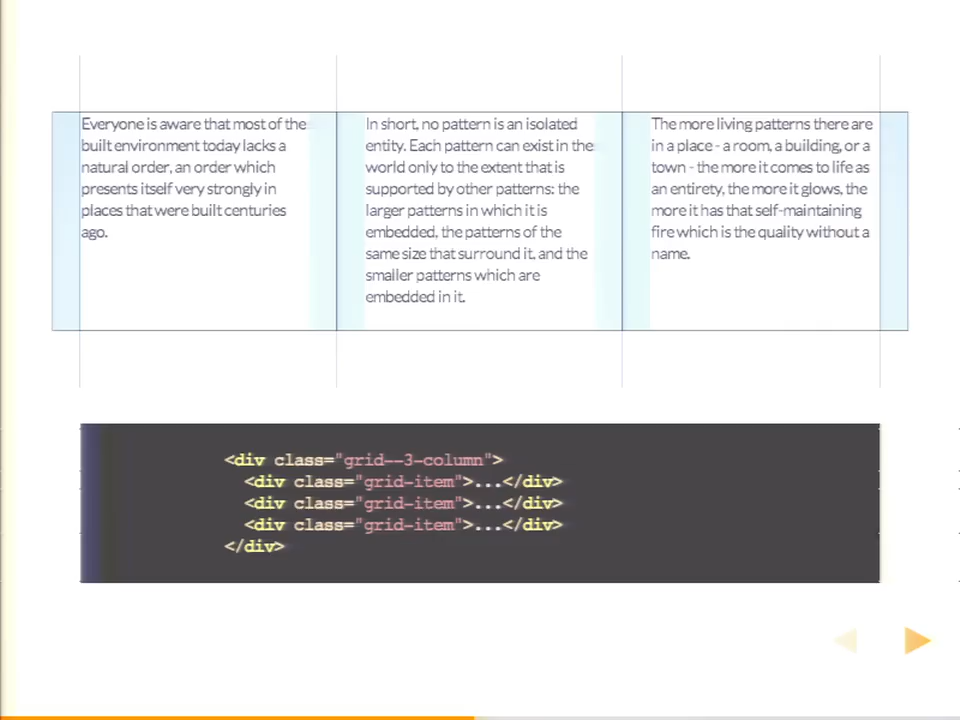 Everyone is aware that most of the
built environment today lacks a
natural order, an order which
presents itself very strongly in
places that were built centuries
ago.
In short, no pattern is an isolated
entity. Each pattern can exist in the
world only to the extent that is
supported by other patterns: the
larger patterns in which it is
embedded, the patterns of the
same size that surround it, and the
smaller patterns which are
embedded in it.
The more living patterns there are
in a place - a room, a building, or a
town - the more it comes to life as
an entirety, the more it glows, the
more it has that self-maintaining
fire which is the quality without a
name.
<div class="grid--3-column">
<div class="grid-item">...</div>
<div class="grid-item">...</div>
<div class="grid-item">...</div>
</div>